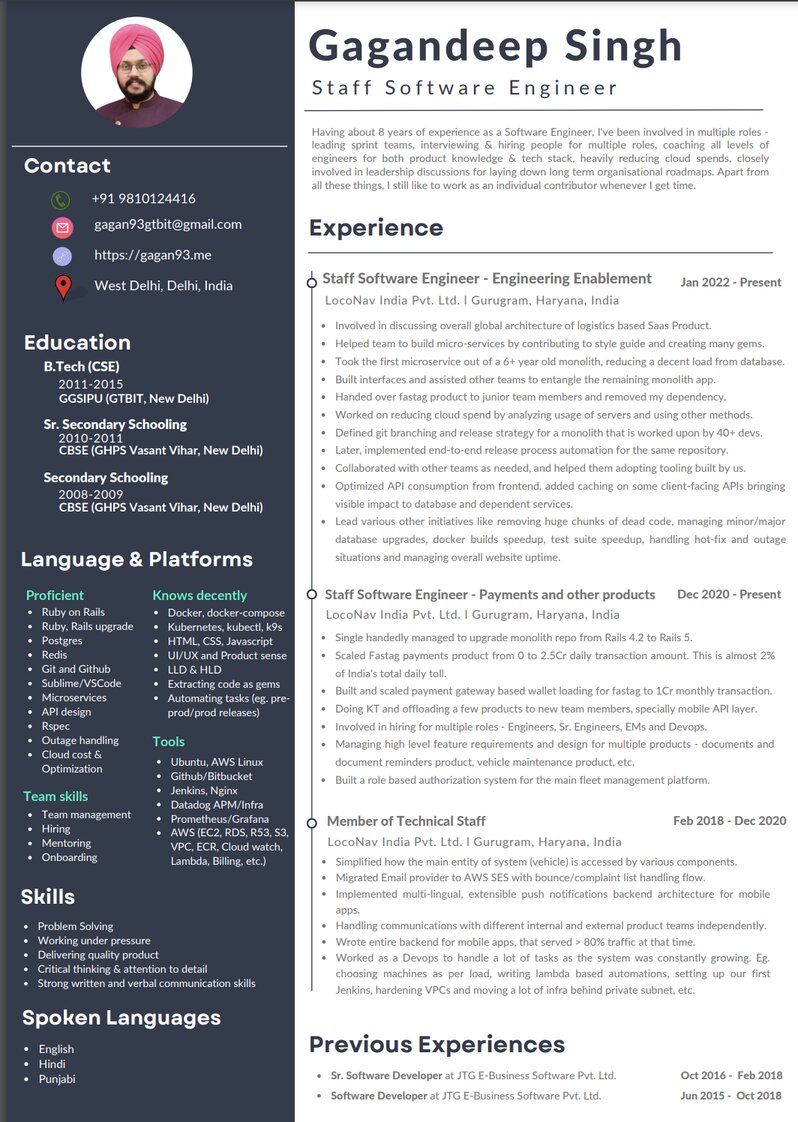 Gagandeep Singh
Staff Software Engineer
Having about 8 years of experience as a Software Engineer, I've been involved in multiple roles -
leading sprint teams, interviewing & hiring people for multiple roles, coaching all levels of
engineers for both product knowledge & tech stack, heavily reducing cloud spends, closely
involved in leadership discussions for laying down long term organisational roadmaps. Apart from
all these things, I still like to work as an individual contributor whenever I get time.
Contact
+91 9810124416
gagan93gtbit@gmail.com
https://gagan93.me
West Delhi, Delhi, India
Education
B.Tech (CSE)
2011-2015
GGSIPU (GTBIT, New Delhi)
Sr. Secondary Schooling
2010-2011
CBSE (GHPS Vasant Vihar, New Delhi)
Secondary Schooling
2008-2009
CBSE (GHPS Vasant Vihar, New Delhi)
Language & Platforms
Proficient
• Ruby on Rails
• Ruby, Rails upgrade
• Postgres
• Redis
• Git and Github
• Sublime/VSCode
• Microservices
• API design
• Rspec
• Outage handling
• Cloud cost &
Optimization
Team skills
• Team management
• Hiring
• Mentoring
• Onboarding
Knows decently
• Docker, docker-compose
• Kubernetes, kubectl, k9s
• HTML, CSS, Javascript
• UI/UX and Product sense
• LLD & HLD
• Extracting code as gems
• Automating tasks (eg. pre-
prod/prod releases)
Tools
• Ubuntu, AWS Linux
• Github/Bitbucket
• Jenkins, Nginx
• Datadog APM/Infra
• Prometheus/Grafana
• AWS (EC2, RDS, R53, S3,
VPC, ECR, Cloud watch,
Lambda, Billing, etc.)
Skills
• Problem Solving
• Working under pressure
• Delivering quality product
• Critical thinking & attention to detail
• Strong written and verbal communication skills
Spoken Languages
• English
• Hindi
• Punjabi
Experience
Staff Software Engineer - Engineering Enablement Jan 2022 - Present
LocoNav India Pvt. Ltd. I Gurugram, Haryana, India
• Involved in discussing overall global architecture of logistics based Saas Product.
• Helped team to build micro-services by contributing to style guide and creating many gems.
• Took the first microservice out of a 6+ year old monolith, reducing a decent load from database.
• Built interfaces and assisted other teams to entangle the remaining monolith app.
• Handed over fastag product to junior team members and removed my dependency.
• Worked on reducing cloud spend by analyzing usage of servers and using other methods.
• Defined git branching and release strategy for a monolith that is worked upon by 40+ devs.
• Later, implemented end-to-end release process automation for the same repository.
• Collaborated with other teams as needed, and helped them adopting tooling built by us.
• Optimized API consumption from frontend, added caching on some client-facing APIs bringing
visible impact to database and dependent services.
• Lead various other initiatives like removing huge chunks of dead code, managing minor/major
database upgrades, docker builds speedup, test suite speedup, handling hot-fix and outage
situations and managing overall website uptime.
Staff Software Engineer - Payments and other products Dec 2020 - Present
LocoNav India Pvt. Ltd. I Gurugram, Haryana, India
• Single handedly managed to upgrade monolith repo from Rails 4.2 to Rails 5.
• Scaled Fastag payments product from 0 to 2.5Cr daily transaction amount. This is almost 2%
of India's total daily toll.
• Built and scaled payment gateway based wallet loading for fastag to 1Cr monthly transaction.
• Doing KT and offloading a few products to new team members, specially mobile API layer.
• Involved in hiring for multiple roles - Engineers, Sr. Engineers, EMs and Devops.
• Managing high level feature requirements and design for multiple products - documents and
document reminders product, vehicle maintenance product, etc.
• Built a role based authorization system for the main fleet management platform.
Member of Technical Staff Feb 2018 - Dec 2020
LocoNav India Pvt. Ltd. I Gurugram, Haryana, India
• Simplified how the main entity of system (vehicle) is accessed by various components.
• Migrated Email provider to AWS SES with bounce/complaint list handling flow.
• Implemented multi-lingual, extensible push notifications backend architecture for mobile
apps.
• Handling communications with different internal and external product teams independently.
• Wrote entire backend for mobile apps, that served > 80% traffic at that time.
• Worked as a Devops to handle a lot of tasks as the system was constantly growing. Eg.
choosing machines as per load, writing lambda based automations, setting up our first
Jenkins, hardening VPCs and moving a lot of infra behind private subnet, etc.
Previous Experiences
• Sr. Software Developer at JTG E-Business Software Pvt. Ltd. Oct 2016 - Feb 2018
• Software Developer at JTG E-Business Software Pvt. Ltd. Jun 2015 - Oct 2018